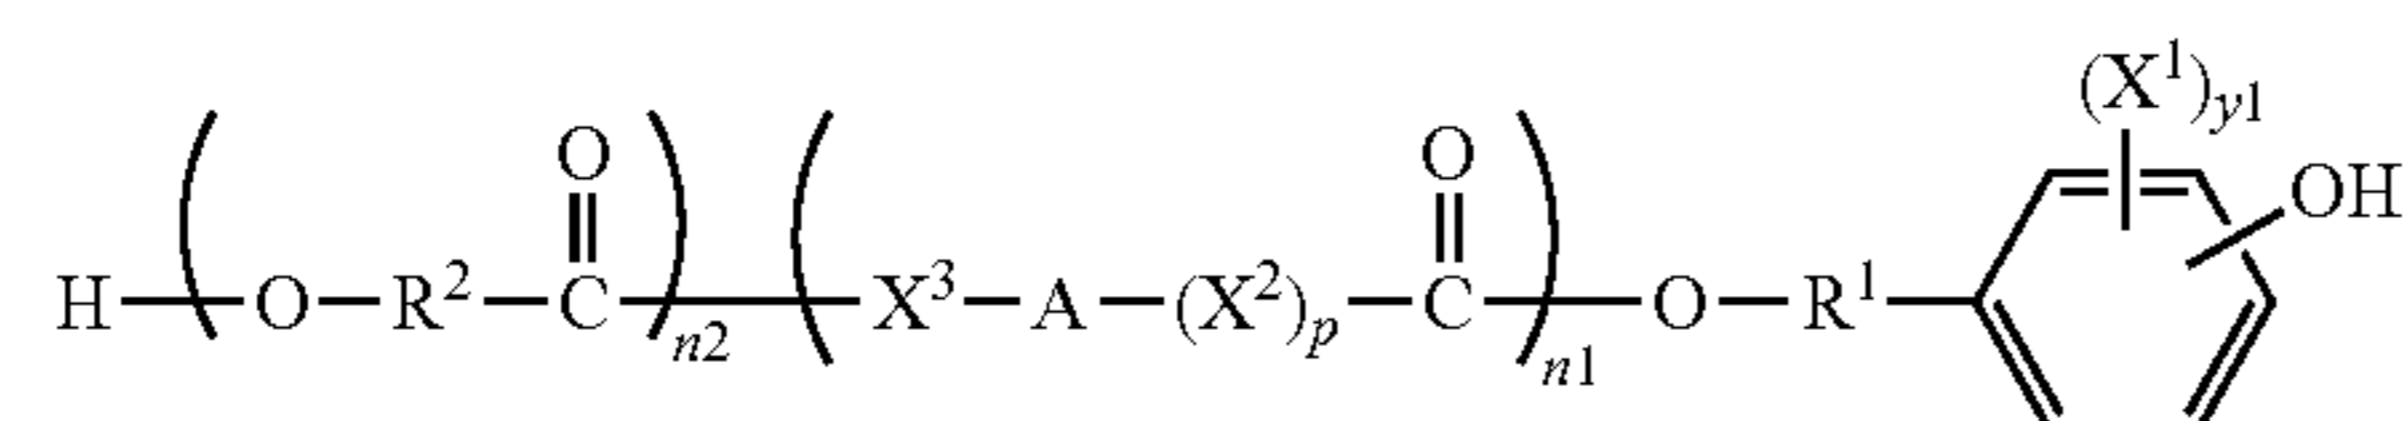 (X¹)y1
O O OH
H—(O—R²—C)n2—(X³—A—(X²)p—C)n1—O—R¹